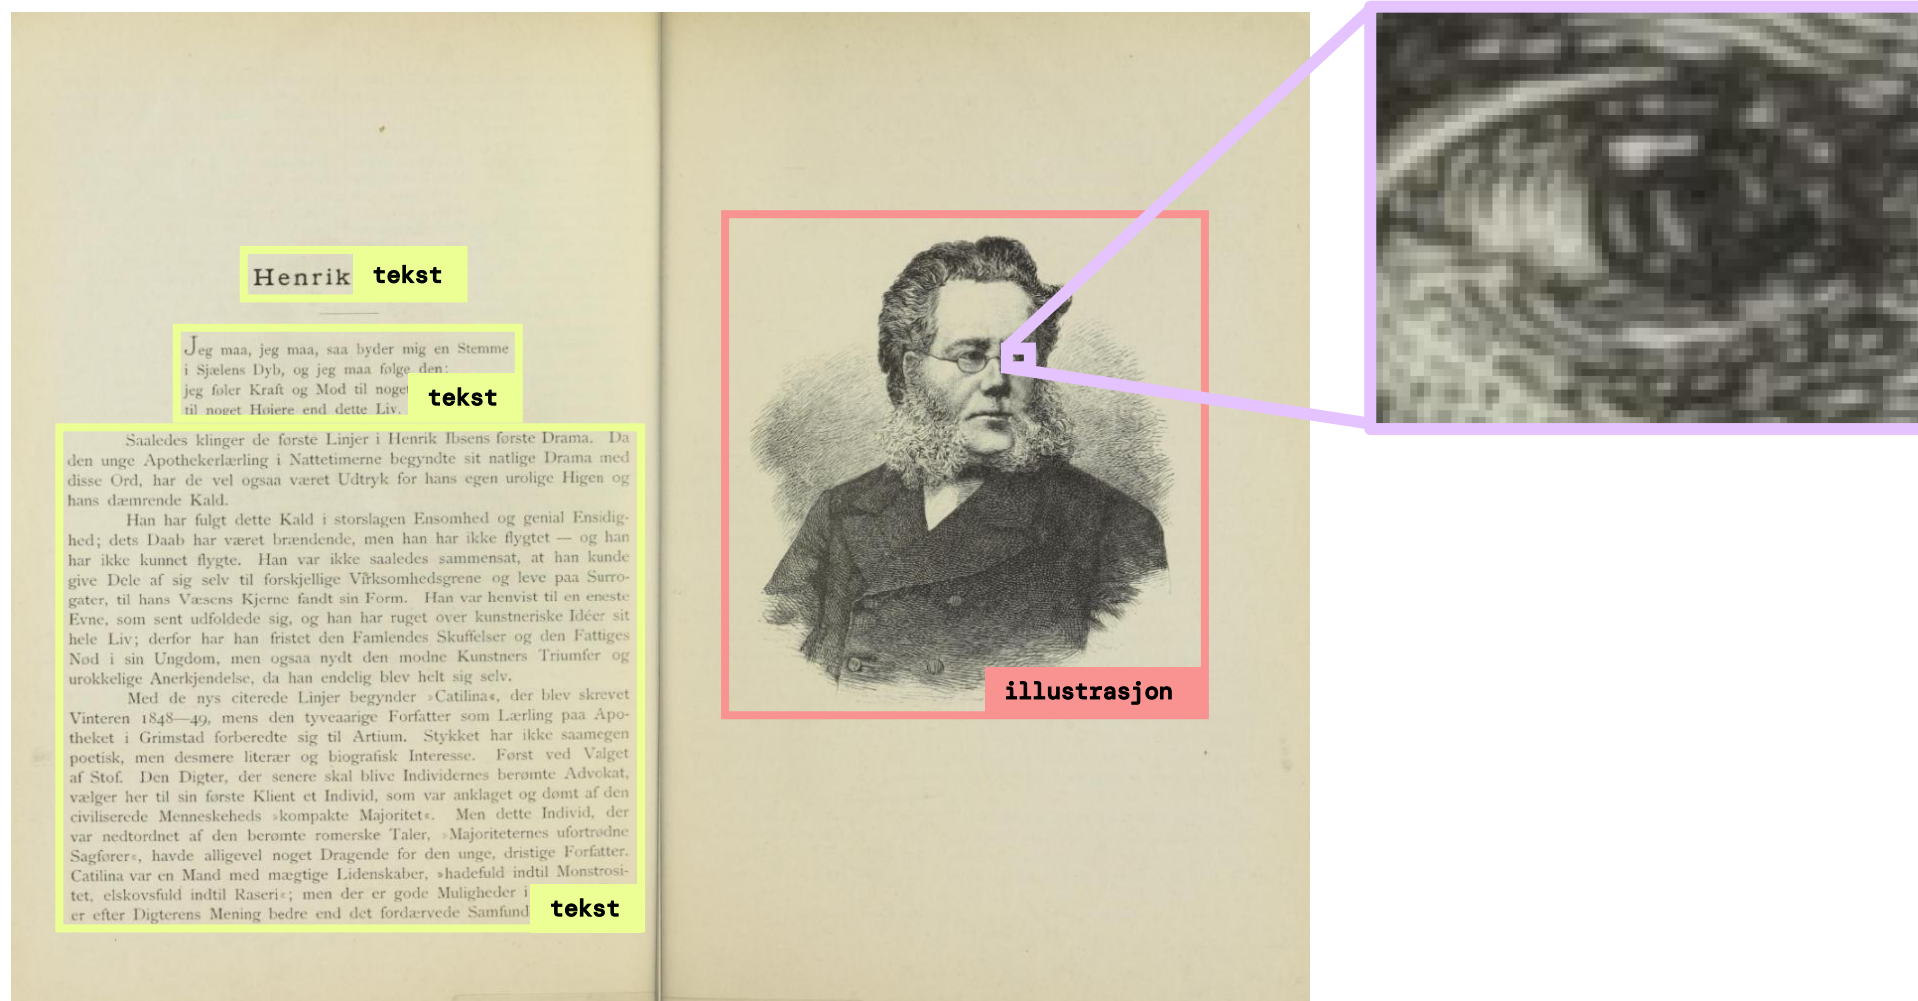 Henrik
tekst
Jeg maa, jeg maa, saa byder mig en Stemme
i Sjælens Dyb, og jeg maa følge den;
jeg føler Kraft og Mod til noget
til noget Høiere end dette Liv.
tekst
Saaledes klinger de første Linjer i Henrik Ibsens første Drama. Da
den unge Apothekerlærling i Nattetimerne begyndte sit natlige Drama med
disse Ord, har de vel ogsaa været Udtryk for hans egen urolige Higen og
hans dæmrende Kald.
Han har fulgt dette Kald i storslagen Ensomhed og genial Ensidig-
hed; dets Daab har været brændende, men han har ikke flygtet — og han
har ikke kunnet flygte. Han var ikke saaledes sammensat, at han kunde
give Dele af sig selv til forskjellige Virksomhedsgrene og leve paa Surro-
gater, til hans Væsens Kjerne fandt sin Form. Han var henvist til en eneste
Evne, som sent udfoldede sig, og han har ruget over kunstneriske Idéer sit
hele Liv; derfor har han fristet den Famlendes Skuffelser og den Fattiges
Nød i sin Ungdom, men ogsaa nydt den modne Kunstners Triumfer og
urokkelige Anerkjendelse, da han endelig blev helt sig selv.
Med de nys citerede Linjer begynder »Catilina«, der blev skrevet
Vinteren 1848—49, mens den tyveaarige Forfatter som Lærling paa Apo-
theket i Grimstad forberedte sig til Artium. Stykket har ikke saamegen
poetisk, men desmere literær og biografisk Interesse. Først ved Valget
af Stof. Den Digter, der senere skal blive Individernes berømte Advokat,
vælger her til sin første Klient et Individ, som var anklaget og dømt af den
civiliserede Menneskeheds »kompakte Majoritet«. Men dette Individ, der
var nedtordnet af den berømte romerske Taler, »Majoriteternes ufortrødne
Sagfører«, havde alligevel noget Dragende for den unge, dristige Forfatter.
Catilina var en Mand med mægtige Lidenskaber, »hadefuld indtil Monstrosi-
tet, elskovsfuld indtil Raseri«; men der er gode Muligheder i
er efter Digterens Mening bedre end det fordærvede Samfund
tekst
illustrasjon